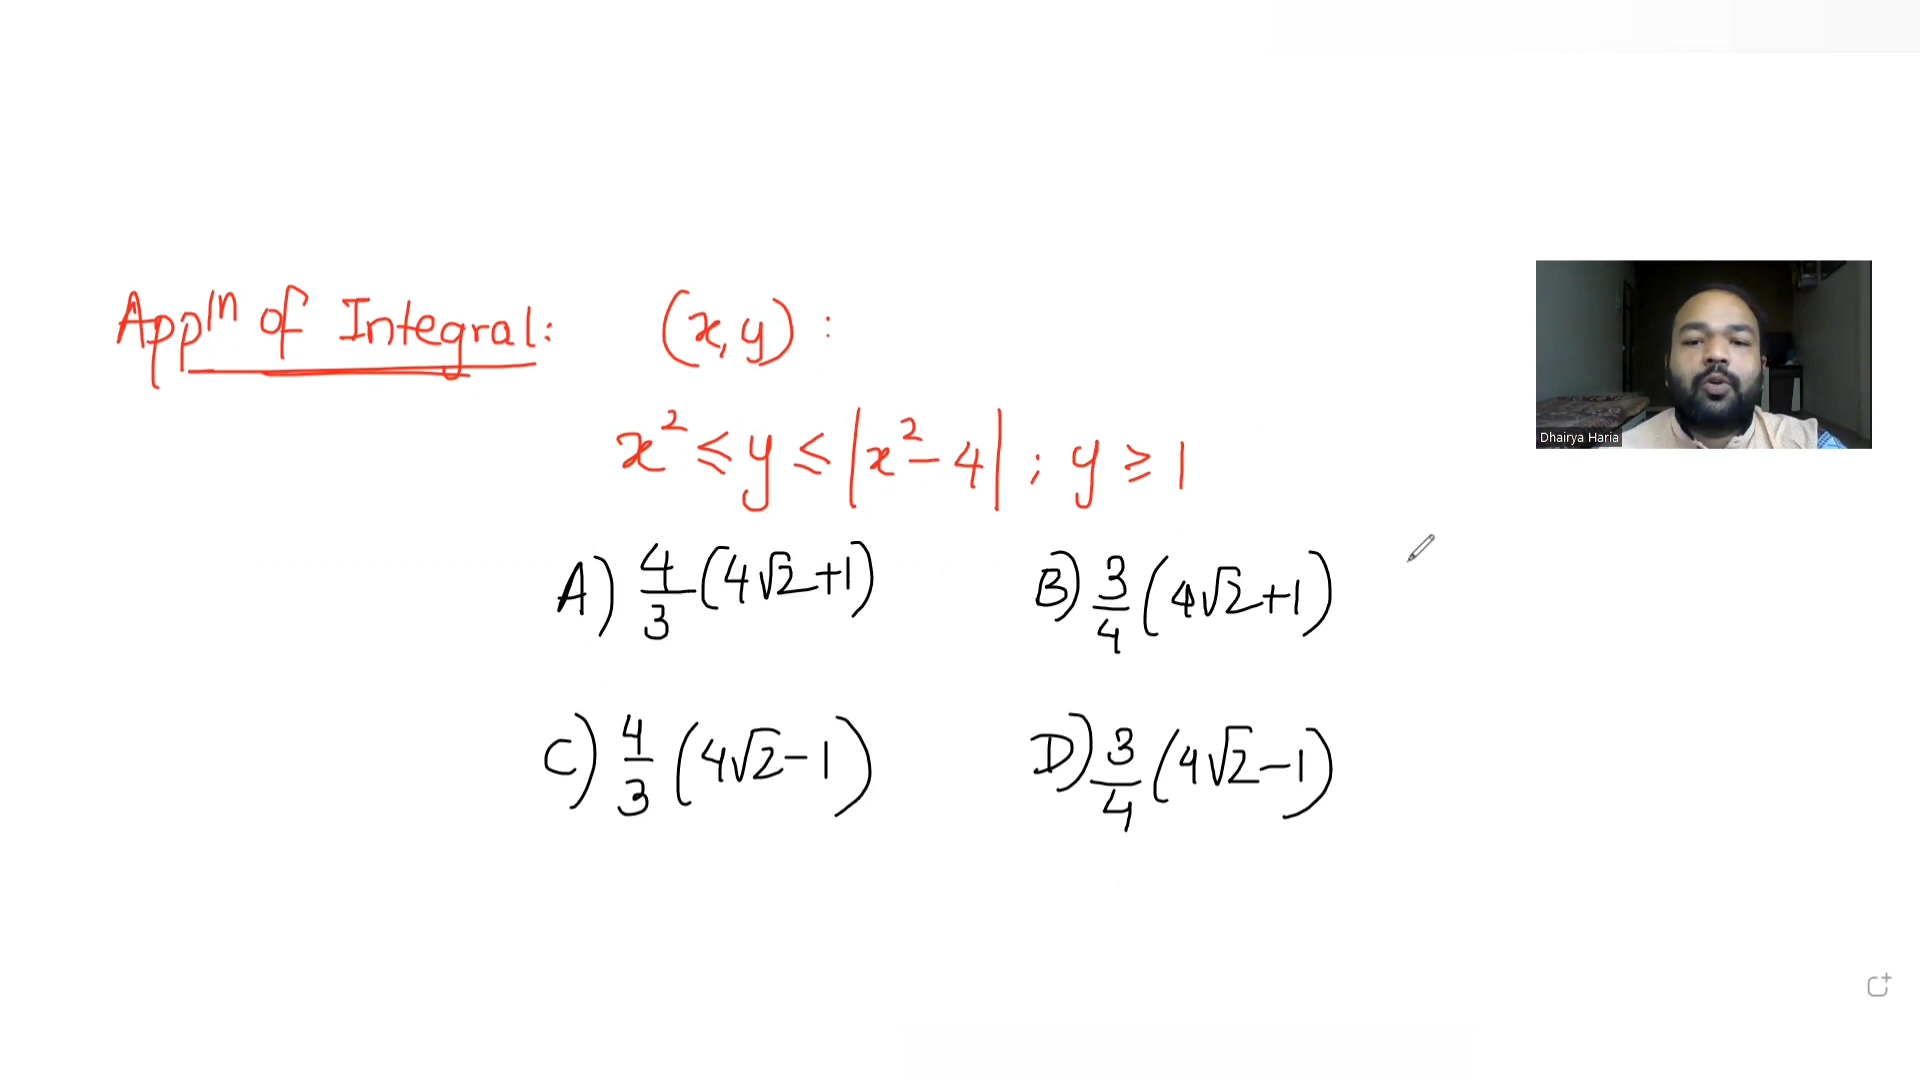 Appln of Integral: (x, y) :
x² ≤ y ≤ |x² - 4| ; y ≥ 1
A) 4/3 (4√2+1) B) 3/4 (4√2+1)
C) 4/3 (4√2-1) D) 3/4 (4√2-1)
Dhairya Haria